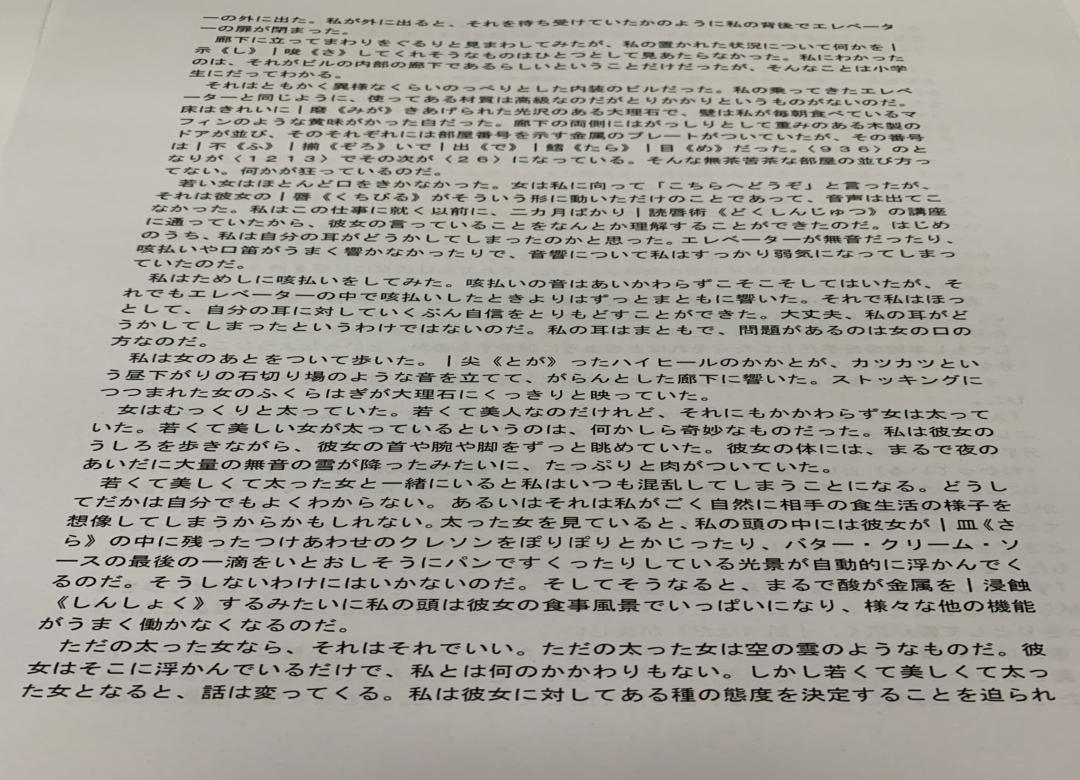 ーの外に出た。私が外に出ると、それを待ち受けていたかのように私の背後でエレベータ
ーの扉が閉まった。
　廊下に立ってまわりをぐるりと見まわしてみたが、私の置かれた状況について何かを｜
示《し》｜唆《さ》してくれそうなものはひとつとして見あたらなかった。私にわかった
のは、それがビルの内部の廊下であるらしいということだけだったが、そんなことは小学
生にだってわかる。
　それはともかく異様なくらいのっぺりとした内装のビルだった。私の乗ってきたエレベ
ーターと同じように、使ってある材質は高級なのだがとりかかりというものがないのだ。
床はきれいに｜磨《みが》きあげられた光沢のある大理石で、壁は私が毎朝食べているマ
フィンのような黄味がかった白だった。廊下の両側にはがっしりとして重みのある木製の
ドアが並び、そのそれぞれには部屋番号を示す金属のプレートがついていたが、その番号
は｜不《ふ》｜揃《ぞろ》いで｜出《で》｜鱈《たら》｜目《め》だった。〈９３６〉のと
なりが〈１２１３〉でその次が〈２６〉になっている。そんな無茶苦茶な部屋の並び方っ
てない。何かが狂っているのだ。
　若い女はほとんど口をきかなかった。女は私に向って「こちらへどうぞ」と言ったが、
それは彼女の｜唇《くちびる》がそういう形に動いただけのことであって、音声は出てこ
なかった。私はこの仕事に就く以前に、二カ月ばかり｜読唇術《どくしんじゅつ》の講座
に通っていたから、彼女の言っていることをなんとか理解することができたのだ。はじめ
のうち、私は自分の耳がどうかしてしまったのかと思った。エレベーターが無音だったり、
咳払いや口笛がうまく響かなかったりで、音響について私はすっかり弱気になってしまっ
ていたのだ。
　私はためしに咳払いをしてみた。咳払いの音はあいかわらずこそこそしてはいたが、そ
れでもエレベーターの中で咳払いしたときよりはずっとまともに響いた。それで私はほっ
として、自分の耳に対していくぶん自信をとりもどすことができた。大丈夫、私の耳がど
うかしてしまったというわけではないのだ。私の耳はまともで、問題があるのは女の口の
方なのだ。
　私は女のあとをついて歩いた。｜尖《とが》ったハイヒールのかかとが、カツカツとい
う昼下がりの石切り場のような音を立てて、がらんとした廊下に響いた。ストッキングに
つつまれた女のふくらはぎが大理石にくっきりと映っていた。
　女はむっくりと太っていた。若くて美人なのだけれど、それにもかかわらず女は太って
いた。若くて美しい女が太っているというのは、何かしら奇妙なものだった。私は彼女の
うしろを歩きながら、彼女の首や腕や脚をずっと眺めていた。彼女の体には、まるで夜の
あいだに大量の無音の雪が降ったみたいに、たっぷりと肉がついていた。
　若くて美しくて太った女と一緒にいると私はいつも混乱してしまうことになる。どうし
てだかは自分でもよくわからない。あるいはそれは私がごく自然に相手の食生活の様子を
想像してしまうからかもしれない。太った女を見ていると、私の頭の中には彼女が｜皿《さ
ら》の中に残ったつけあわせのクレソンをぽりぽりとかじったり、バター・クリーム・ソ
ースの最後の一滴をいとおしそうにパンですくったりしている光景が自動的に浮かんでく
るのだ。そうしないわけにはいかないのだ。そしてそうなると、まるで酸が金属を｜浸蝕
《しんしょく》するみたいに私の頭は彼女の食事風景でいっぱいになり、様々な他の機能
がうまく働かなくなるのだ。
　ただの太った女なら、それはそれでいい。ただの太った女は空の雲のようなものだ。彼
女はそこに浮かんでいるだけで、私とは何のかかわりもない。しかし若くて美しくて太っ
た女となると、話は変ってくる。私は彼女に対してある種の態度を決定することを迫られ